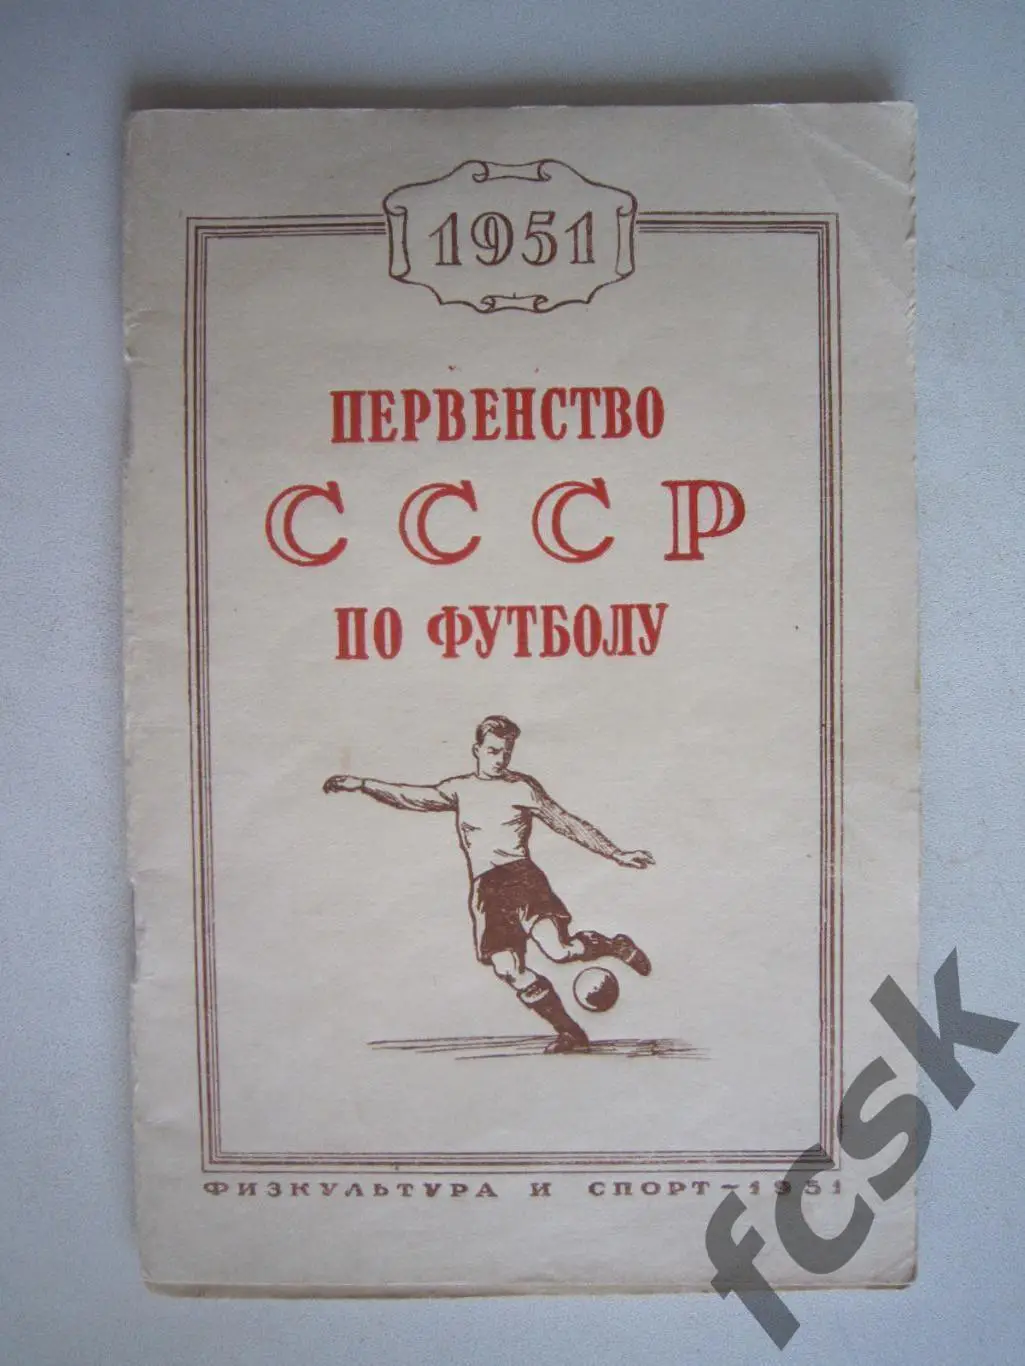 1951
ПЕРВЕНСТВО
СССР
ПО ФУТБОЛУ
ФИЗКУЛЬТУРА И СПОРТ – 1951
fcsk